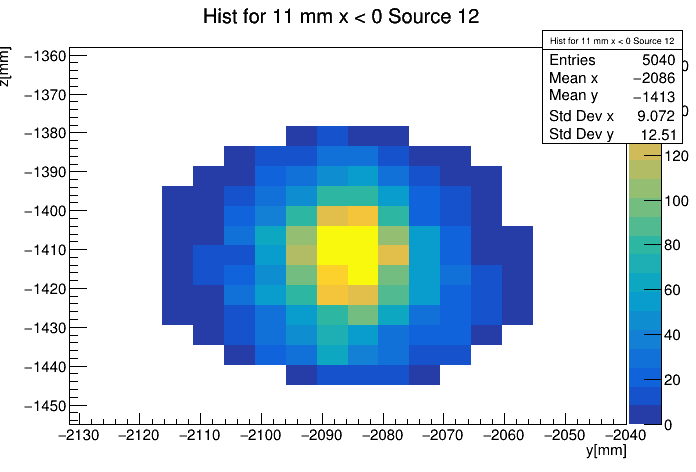 Hist for 11 mm x < 0 Source 12
z[mm]
Hist for 11 mm x < 0 Source 12
Entries 5040
Mean x −2086
Mean y −1413
Std Dev x 9.072
Std Dev y 12.51
−1360
−1370
−1380
−1390
−1400
−1410
−1420
−1430
−1440
−1450
120
100
80
60
40
20
0
−2130 −2120 −2110 −2100 −2090 −2080 −2070 −2060 −2050 −2040
y[mm]